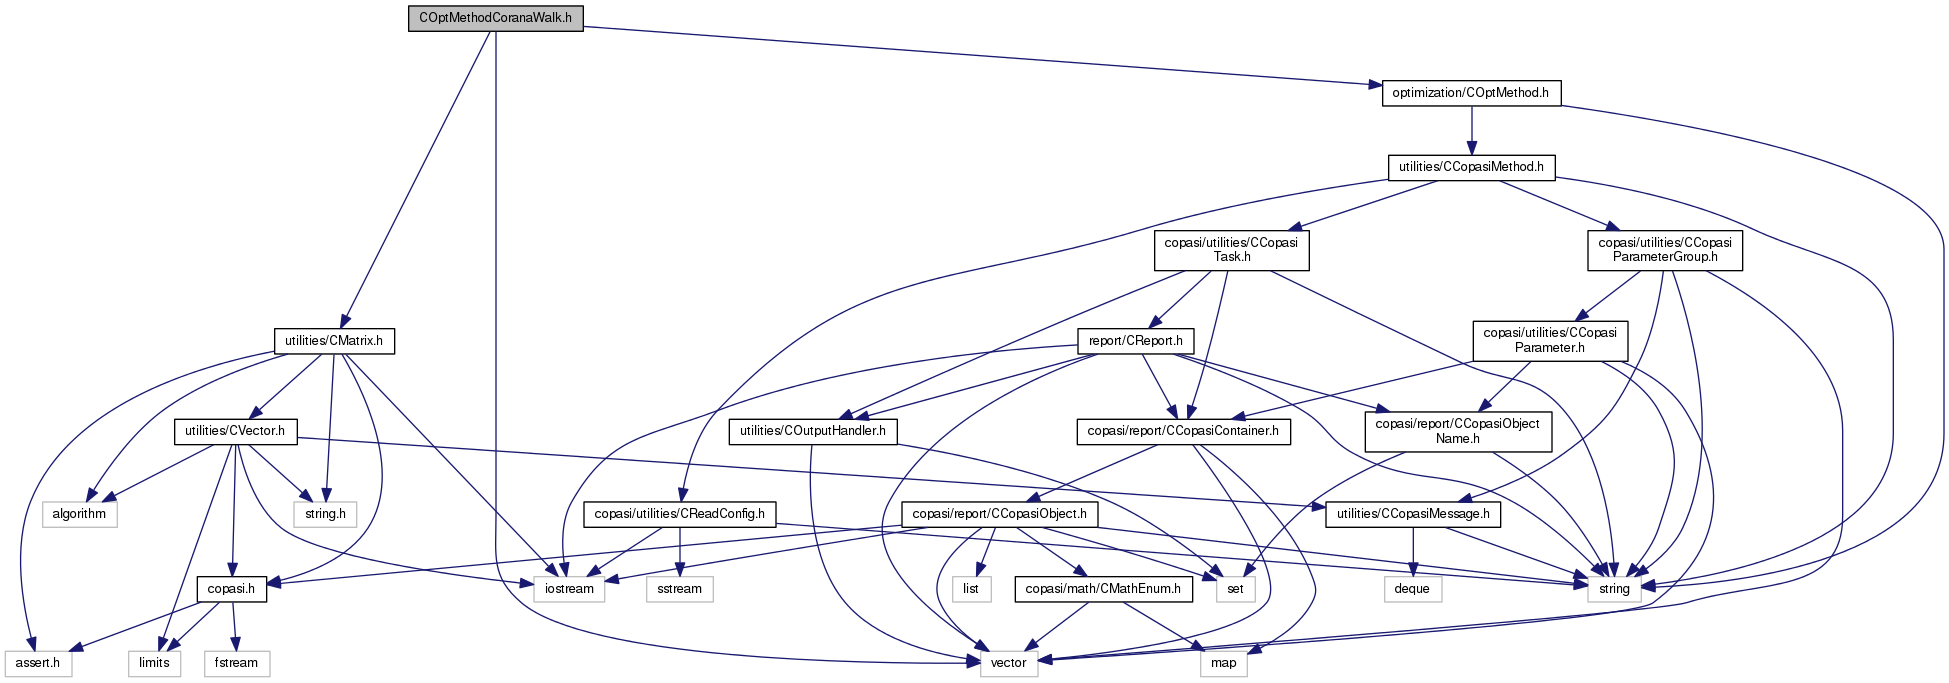 COptMethodCoranaWalk.h
optimization/COptMethod.h
utilities/CCopasiMethod.h
copasi/utilities/CCopasi
Task.h
copasi/utilities/CCopasi
ParameterGroup.h
utilities/CMatrix.h
report/CReport.h
copasi/utilities/CCopasi
Parameter.h
utilities/CVector.h
utilities/COutputHandler.h
copasi/report/CCopasiContainer.h
copasi/report/CCopasiObject
Name.h
algorithm
string.h
copasi/utilities/CReadConfig.h
copasi/report/CCopasiObject.h
utilities/CCopasiMessage.h
copasi.h
iostream
sstream
list
copasi/math/CMathEnum.h
set
deque
string
assert.h
limits
fstream
vector
map